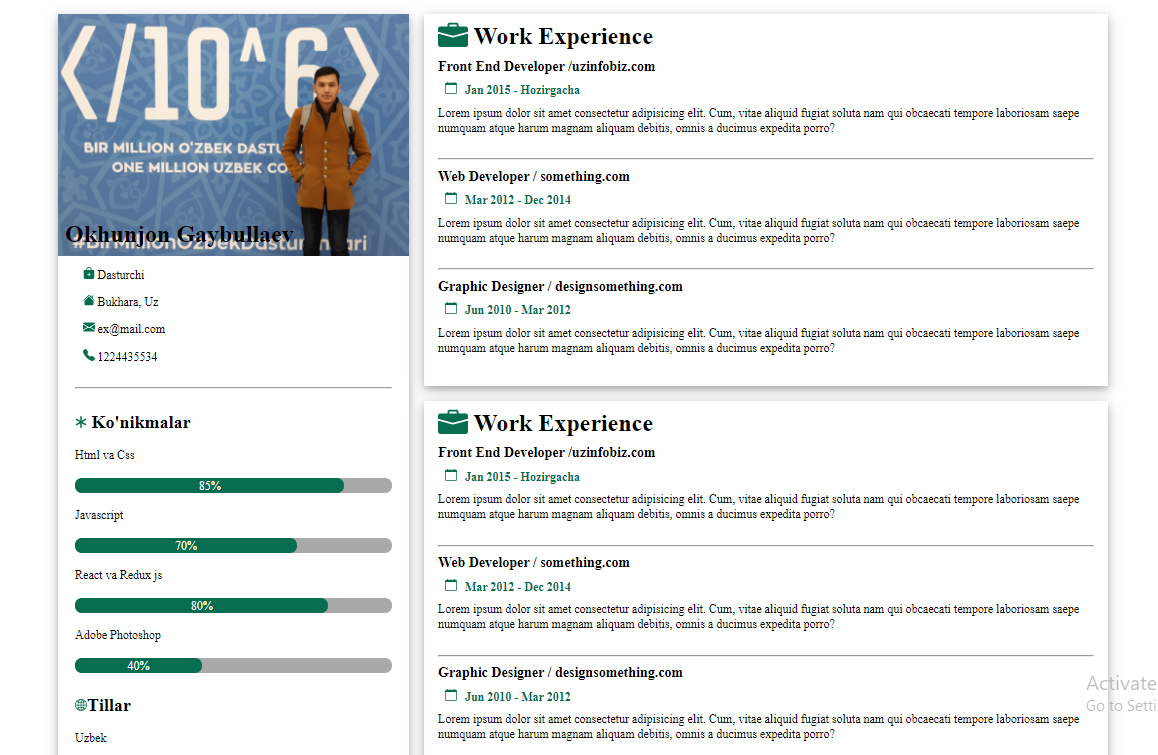 </10^6>
BIR MILLION O'ZBEK DASTU
ONE MILLION UZBEK CO
#BirMillionOzbekDasturchilari
Okhunjon Gaybullaev
Dasturchi
Bukhara, Uz
ex@mail.com
1224435534
Ko'nikmalar
Html va Css
85%
Javascript
70%
React va Redux js
80%
Adobe Photoshop
40%
Tillar
Uzbek
Work Experience
Front End Developer /uzinfobiz.com
Jan 2015 - Hozirgacha
Lorem ipsum dolor sit amet consectetur adipisicing elit. Cum, vitae aliquid fugiat soluta nam qui obcaecati tempore laboriosam saepe
numquam atque harum magnam aliquam debitis, omnis a ducimus expedita porro?
Web Developer / something.com
Mar 2012 - Dec 2014
Lorem ipsum dolor sit amet consectetur adipisicing elit. Cum, vitae aliquid fugiat soluta nam qui obcaecati tempore laboriosam saepe
numquam atque harum magnam aliquam debitis, omnis a ducimus expedita porro?
Graphic Designer / designsomething.com
Jun 2010 - Mar 2012
Lorem ipsum dolor sit amet consectetur adipisicing elit. Cum, vitae aliquid fugiat soluta nam qui obcaecati tempore laboriosam saepe
numquam atque harum magnam aliquam debitis, omnis a ducimus expedita porro?
Work Experience
Front End Developer /uzinfobiz.com
Jan 2015 - Hozirgacha
Lorem ipsum dolor sit amet consectetur adipisicing elit. Cum, vitae aliquid fugiat soluta nam qui obcaecati tempore laboriosam saepe
numquam atque harum magnam aliquam debitis, omnis a ducimus expedita porro?
Web Developer / something.com
Mar 2012 - Dec 2014
Lorem ipsum dolor sit amet consectetur adipisicing elit. Cum, vitae aliquid fugiat soluta nam qui obcaecati tempore laboriosam saepe
numquam atque harum magnam aliquam debitis, omnis a ducimus expedita porro?
Graphic Designer / designsomething.com
Jun 2010 - Mar 2012
Lorem ipsum dolor sit amet consectetur adipisicing elit. Cum, vitae aliquid fugiat soluta nam qui obcaecati tempore laboriosam saepe
numquam atque harum magnam aliquam debitis, omnis a ducimus expedita porro?
Activate
Go to Setti